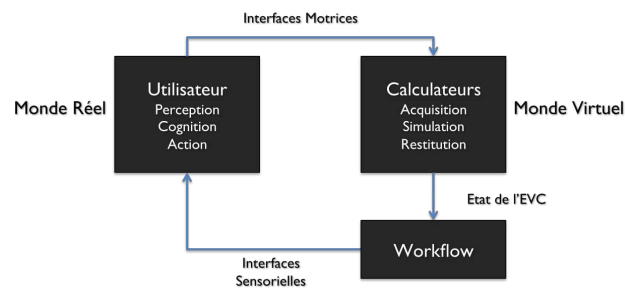 Interfaces Motrices
Monde Réel
Utilisateur
Perception
Cognition
Action
Calculateurs
Acquisition
Simulation
Restitution
Monde Virtuel
Etat de l'EVC
Workflow
Interfaces
Sensorielles